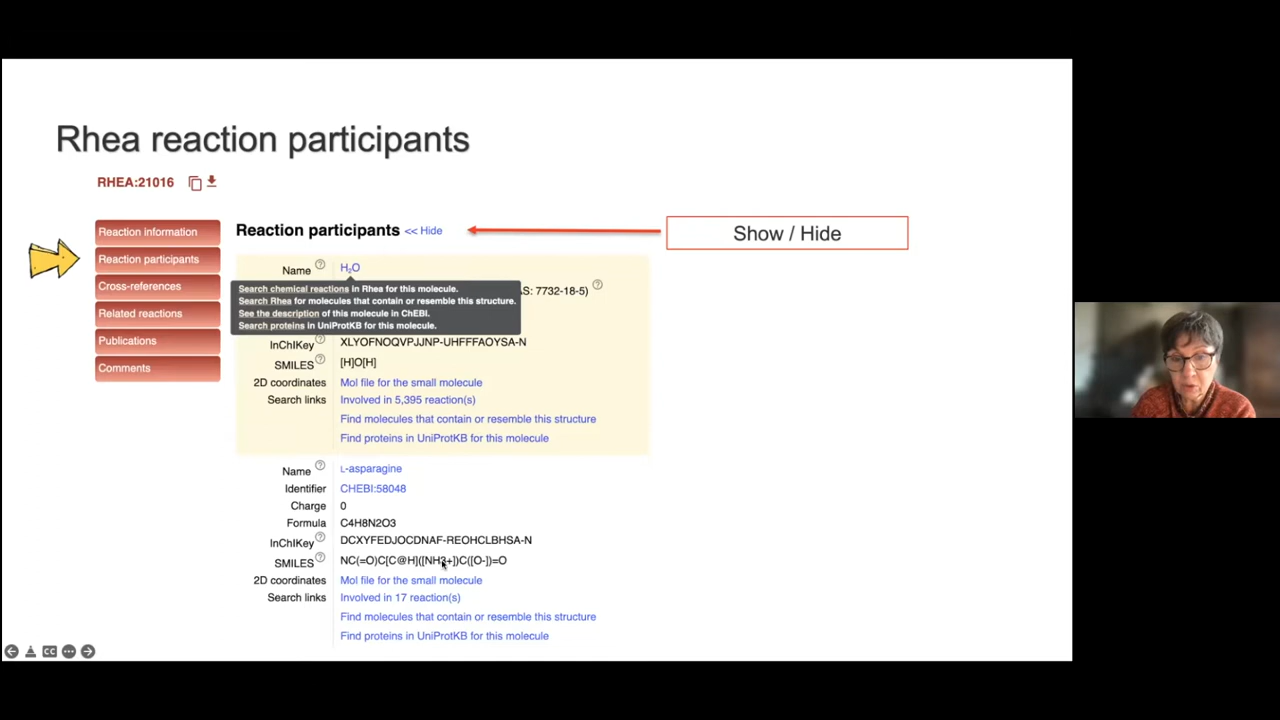 Rhea reaction participants
RHEA:21016
Reaction information
Reaction participants
Cross-references
Related reactions
Publications
Comments
Reaction participants << Hide
Show / Hide
Name ? H₂O
Search chemical reactions in Rhea for this molecule.
Search Rhea for molecules that contain or resemble this structure.
See the description of this molecule in ChEBI.
Search proteins in UniProtKB for this molecule.
AS: 7732-18-5) ?
InChIKey ? XLYOFNOQVPJJNP-UHFFFAOYSA-N
SMILES ? [H]O[H]
2D coordinates Mol file for the small molecule
Search links Involved in 5,395 reaction(s)
Find molecules that contain or resemble this structure
Find proteins in UniProtKB for this molecule
Name ? L-asparagine
Identifier CHEBI:58048
Charge 0
Formula C4H8N2O3
InChIKey ? DCXYFEDJOCDNAF-REOHCLBHSA-N
SMILES ? NC(=O)C[C@H]([NH3+])C([O-])=O
2D coordinates Mol file for the small molecule
Search links Involved in 17 reaction(s)
Find molecules that contain or resemble this structure
Find proteins in UniProtKB for this molecule
CC